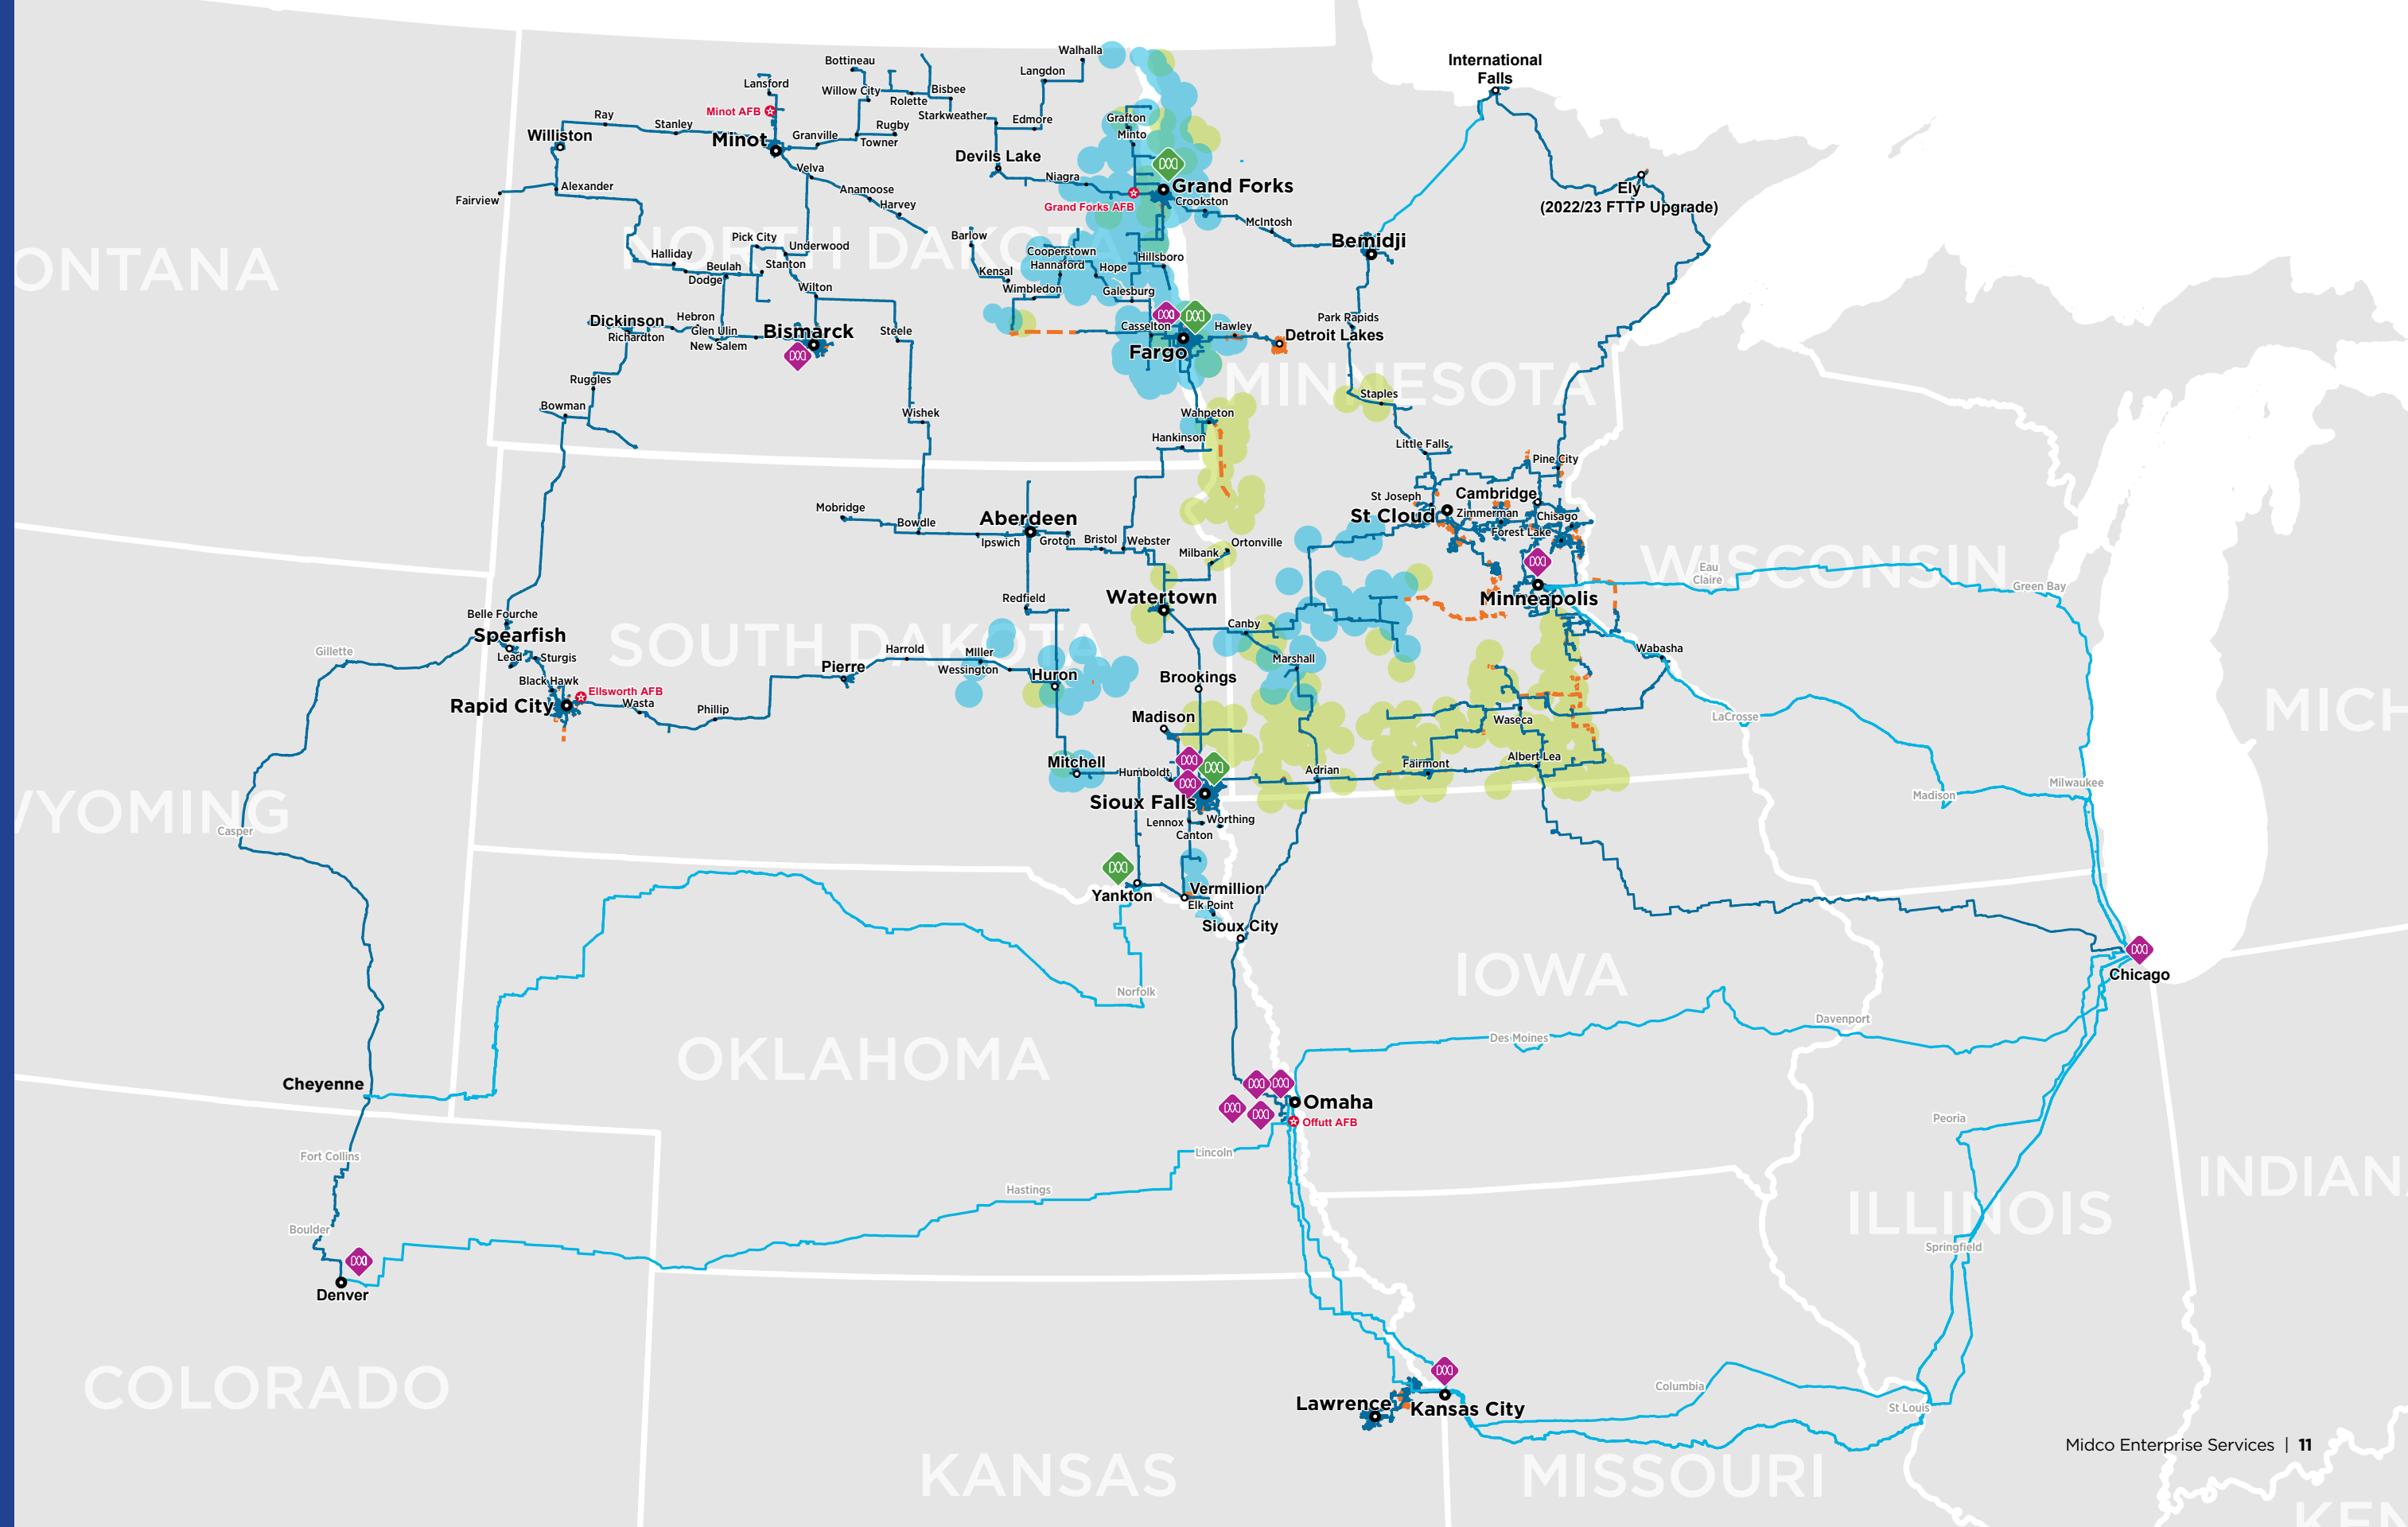 Walhalla
International
Falls
Bottineau
Langdon
Lansford
Willow City
Bisbee
Rolette
Minot AFB
Ray
Stanley
Starkweather
Edmore
Grafton
Williston
Minot
Granville
Rugby
Towner
Minto
Devils Lake
Velva
Niagra
Grand Forks
Ely
(2022/23 FTTP Upgrade)
Fairview
Alexander
Anamoose
Harvey
Grand Forks AFB
Crookston
McIntosh
Barlow
Bemidji
ONTANA
NORTH DAKOTA
Pick City
Underwood
Halliday
Beulah
Stanton
Dodge
Cooperstown
Hannaford
Hope
Hillsboro
Kensal
Wimbledon
Galesburg
Wilton
Dickinson
Richardton
Hebron
Glen Ulin
New Salem
Bismarck
Steele
Casselton
Hawley
Fargo
Park Rapids
Detroit Lakes
MINNESOTA
Ruggles
Bowman
Wishek
Staples
Wahpeton
Hankinson
Little Falls
Pine City
St Joseph
Cambridge
Mobridge
Bowdle
Aberdeen
Ipswich
Groton
Bristol
Webster
St Cloud
Zimmerman
Chisago
Forest Lake
Milbank
Ortonville
WISCONSIN
Eau
Claire
Green Bay
Minneapolis
Redfield
Watertown
Belle Fourche
Spearfish
Lead
Sturgis
SOUTH DAKOTA
Canby
Gillette
Harrold
Miller
Wessington
Pierre
Huron
Marshall
Wabasha
Black Hawk
Ellsworth AFB
Rapid City
Wasta
Phillip
Brookings
Madison
Waseca
LaCrosse
MICH
Mitchell
Humboldt
Adrian
Fairmont
Albert Lea
Milwaukee
Madison
Sioux Falls
WYOMING
Casper
Lennox
Worthing
Canton
Yankton
Vermillion
Elk Point
Sioux City
IOWA
Chicago
Norfolk
Davenport
Des Moines
OKLAHOMA
Cheyenne
Omaha
Offutt AFB
Peoria
Fort Collins
Lincoln
Hastings
INDIAN
ILLINOIS
Boulder
Springfield
Denver
COLORADO
Columbia
Lawrence
Kansas City
St Louis
Midco Enterprise Services | 11
KANSAS
MISSOURI
KEN